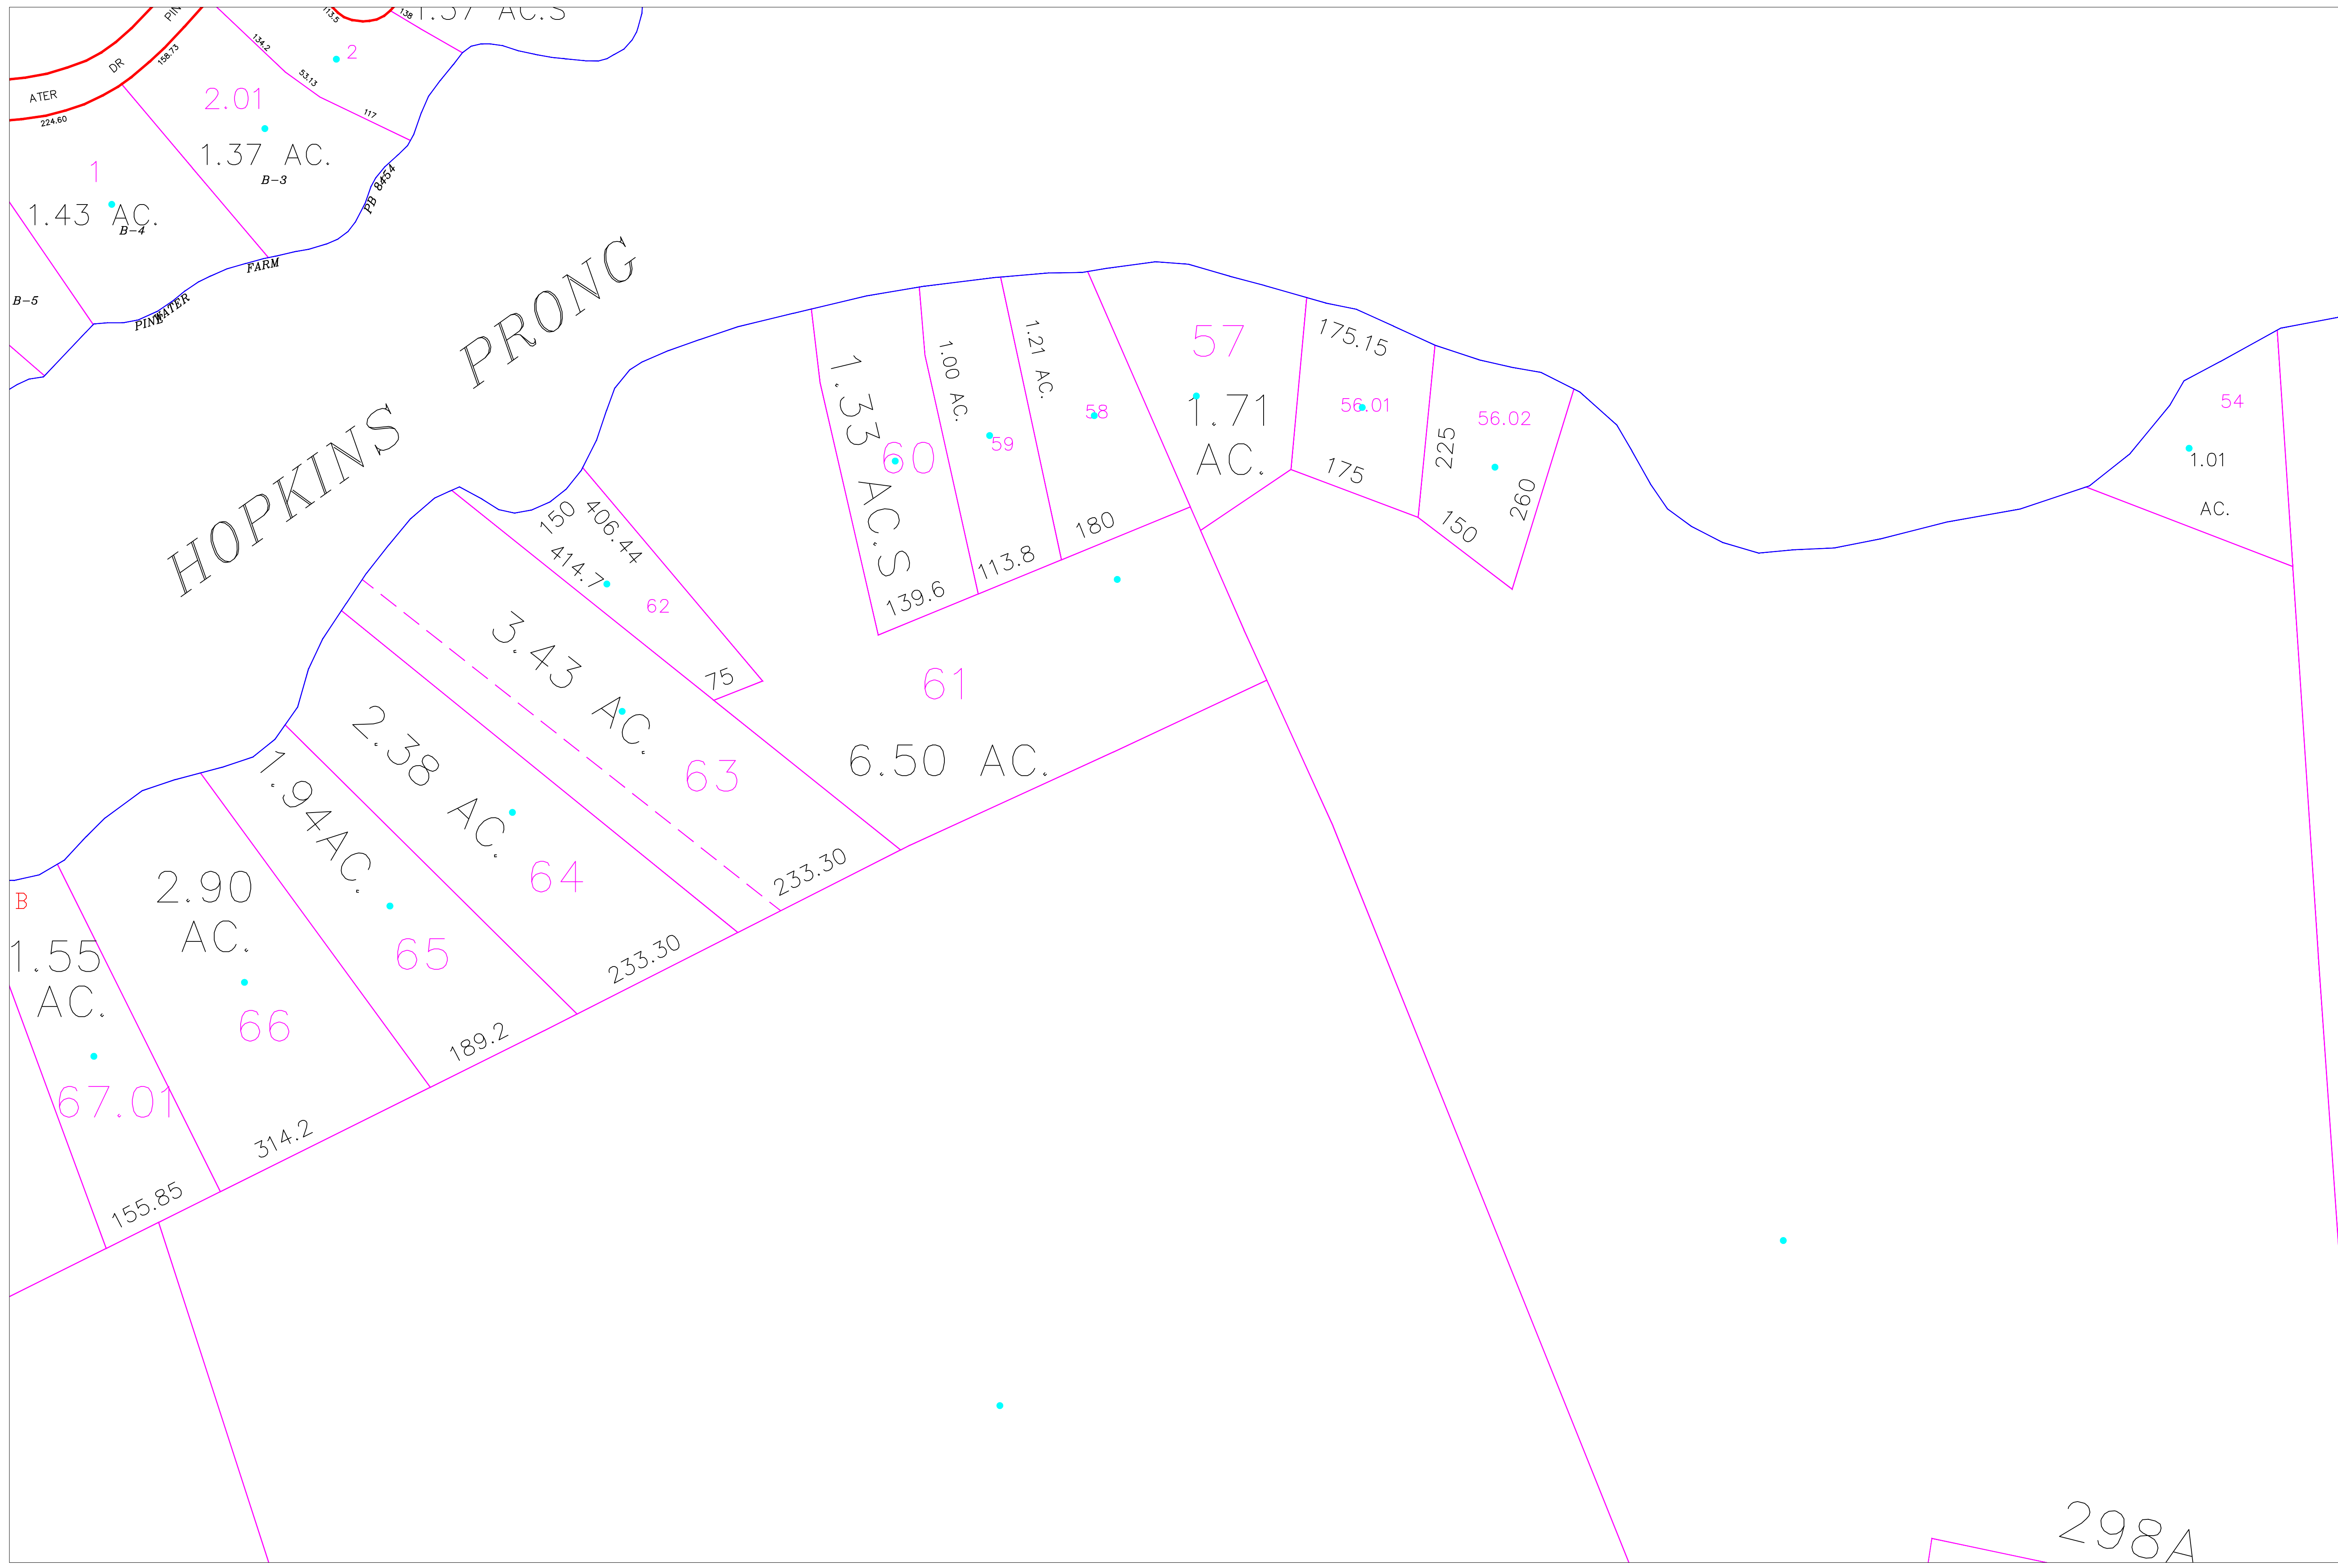 113.5
138
1.37 AC.S
PIN
134.2
2
158.73
DR
53.13
ATER
2.01
224.60
117
1.37 AC.
B-3
1
PB 8454
1.43 AC.
B-4
FARM
B-5
PINEWATER
HOPKINS PRONG
57
175.15
1.71
AC.
56.01
175
56.02
225
260
150
54
1.01
AC.
1.21 AC.
58
1.00 AC.
59
1.33 AC.S
60
180
113.8
139.6
150
406.44
414.7
62
75
61
6.50 AC.
3.43 AC.
63
233.30
2.38 AC.
64
233.30
1.94AC.
65
189.2
2.90
AC.
66
314.2
B
1.55
AC.
67.01
155.85
298A